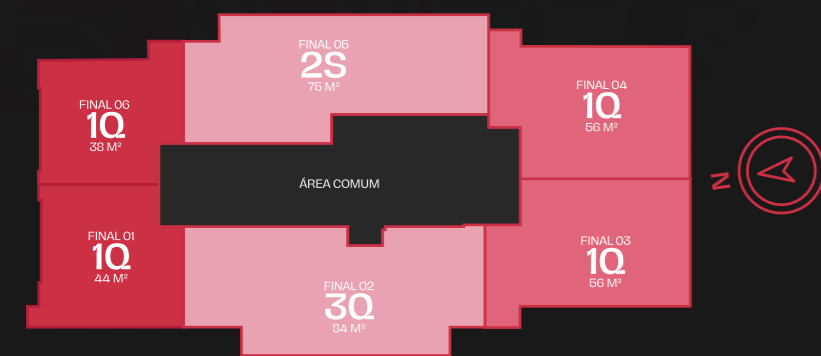 FINAL 05
2S
75 M²
FINAL 04
1Q
56 M²
FINAL 06
1Q
38 M²
ÁREA COMUM
N
FINAL 01
1Q
44 M²
FINAL 03
1Q
56 M²
FINAL 02
3Q
84 M²